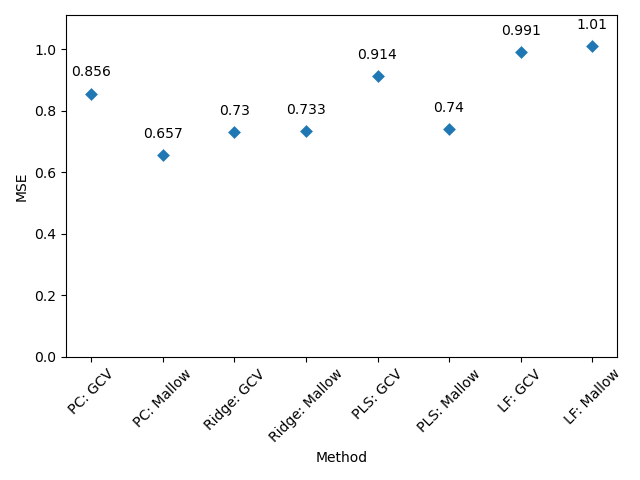 1.01
0.991
0.914
0.856
0.74
0.733
0.73
0.657
MSE
1.0
0.8
0.6
0.4
0.2
0.0
PC: GCV
PC: Mallow
Ridge: GCV
Ridge: Mallow
PLS: GCV
PLS: Mallow
LF: GCV
LF: Mallow
Method